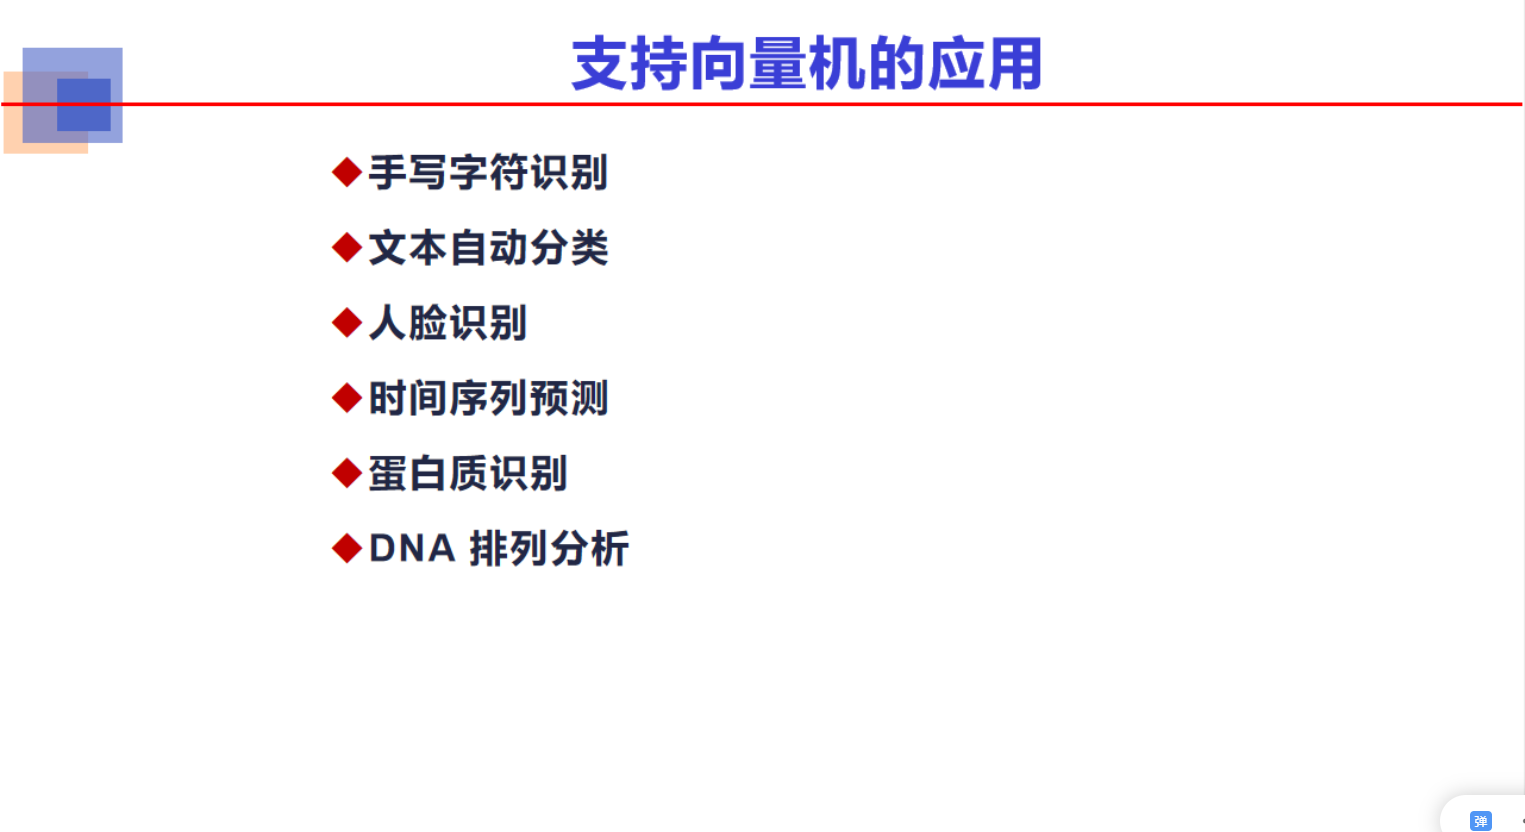 支持向量机的应用
手写字符识别
文本自动分类
人脸识别
时间序列预测
蛋白质识别
DNA 排列分析
弹